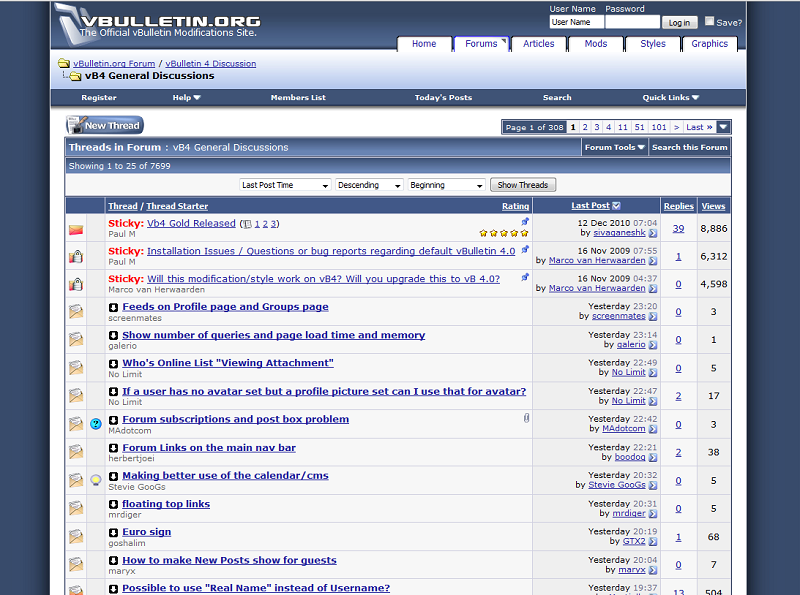 VBULLETIN.ORG
The Official vBulletin Modifications Site.
User Name Password
User Name Log in Save?
Home Forums Articles Mods Styles Graphics
vBulletin.org Forum / vBulletin 4 Discussion
vB4 General Discussions
Register Help Members List Today's Posts Search Quick Links
New Thread
Page 1 of 308 1 2 3 4 11 51 101 > Last »
Threads in Forum : vB4 General Discussions Forum Tools Search this Forum
Showing 1 to 25 of 7699
Last Post Time Descending Beginning Show Threads
Thread / Thread Starter Rating Last Post Replies Views
Sticky: Vb4 Gold Released ( 1 2 3) 12 Dec 2010 07:04 39 8,886
Paul M by sivaganeshk
Sticky: Installation Issues / Questions or bug reports regarding default vBulletin 4.0 16 Nov 2009 07:55 1 6,312
Paul M by Marco van Herwaarden
Sticky: Will this modification/style work on vB4? Will you upgrade this to vB 4.0? 16 Nov 2009 04:37 0 4,598
Marco van Herwaarden by Marco van Herwaarden
Feeds on Profile page and Groups page Yesterday 23:20 0 3
screenmates by screenmates
Show number of queries and page load time and memory Yesterday 23:14 0 1
galerio by galerio
Who's Online List "Viewing Attachment" Yesterday 22:49 0 5
No Limit by No Limit
If a user has no avatar set but a profile picture set can I use that for avatar? Yesterday 22:47 2 17
No Limit by No Limit
Forum subscriptions and post box problem Yesterday 22:42 0 3
MAdotcom by MAdotcom
Forum Links on the main nav bar Yesterday 22:21 2 38
herbertjoei by boodoq
Making better use of the calendar/cms Yesterday 20:32 0 5
Stevie GooGs by Stevie GooGs
floating top links Yesterday 20:31 0 5
mrdiger by mrdiger
Euro sign Yesterday 20:19 1 68
goshalim by GTX2
How to make New Posts show for guests Yesterday 20:04 0 7
maryx by maryx
Possible to use "Real Name" instead of Username? Yesterday 19:37 13 504